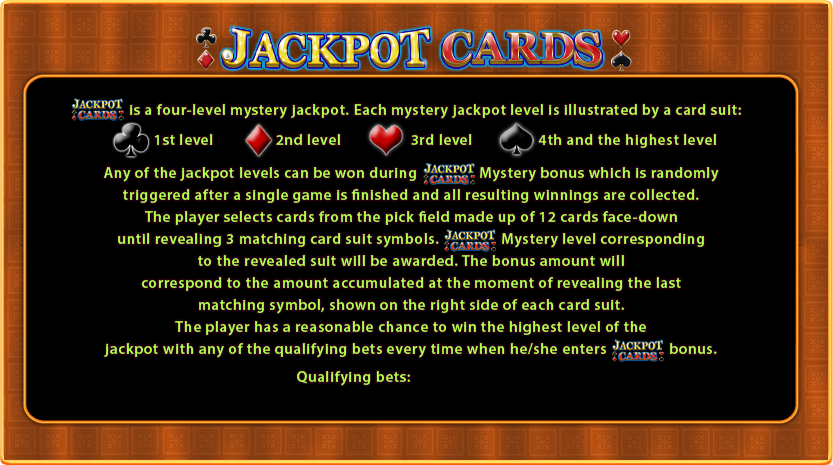 JACKPOT CARDS
JACKPOT CARDS is a four-level mystery jackpot. Each mystery jackpot level is illustrated by a card suit:
1st level 2nd level 3rd level 4th and the highest level
Any of the jackpot levels can be won during JACKPOT CARDS Mystery bonus which is randomly
triggered after a single game is finished and all resulting winnings are collected.
The player selects cards from the pick field made up of 12 cards face-down
until revealing 3 matching card suit symbols. JACKPOT CARDS Mystery level corresponding
to the revealed suit will be awarded. The bonus amount will
correspond to the amount accumulated at the moment of revealing the last
matching symbol, shown on the right side of each card suit.
The player has a reasonable chance to win the highest level of the
jackpot with any of the qualifying bets every time when he/she enters JACKPOT CARDS bonus.
Qualifying bets: